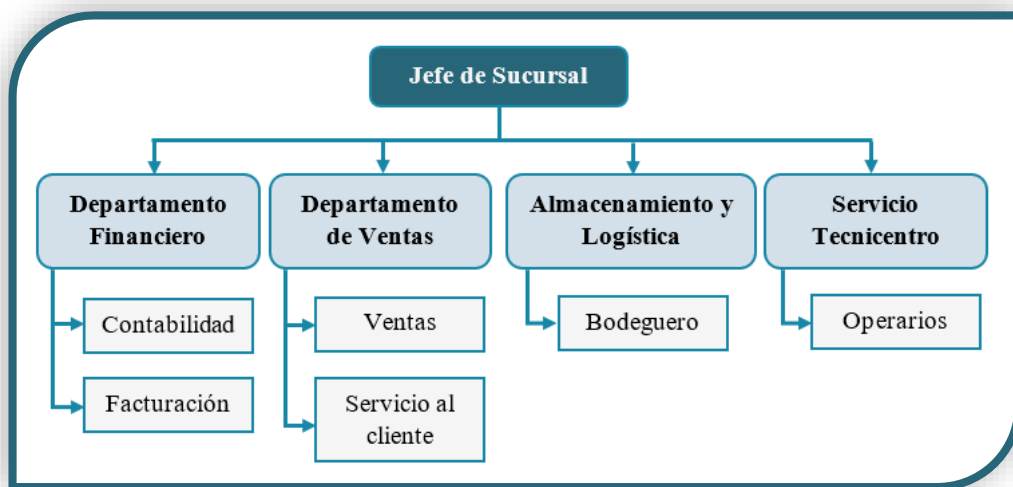 Jefe de Sucursal
Departamento
Financiero
Departamento
de Ventas
Almacenamiento y
Logística
Servicio
Tecnicentro
Contabilidad
Ventas
Bodeguero
Operarios
Facturación
Servicio al
cliente